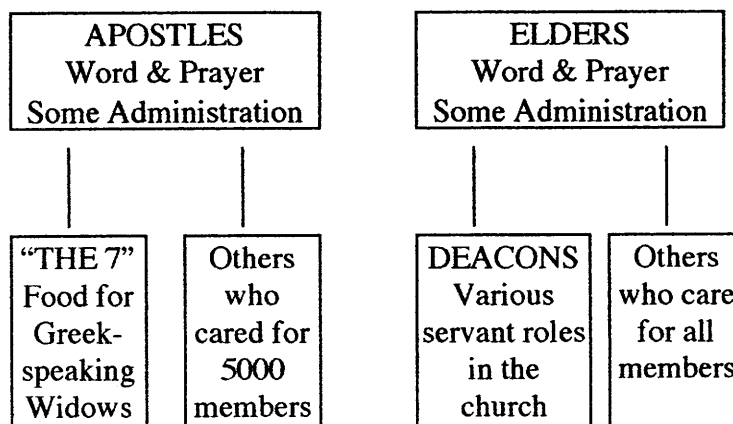 APOSTLES
Word & Prayer
Some Administration
ELDERS
Word & Prayer
Some Administration
“THE 7”
Food for
Greek-
speaking
Widows
Others
who
cared for
5000
members
DEACONS
Various
servant roles
in the
church
Others
who care
for all
members